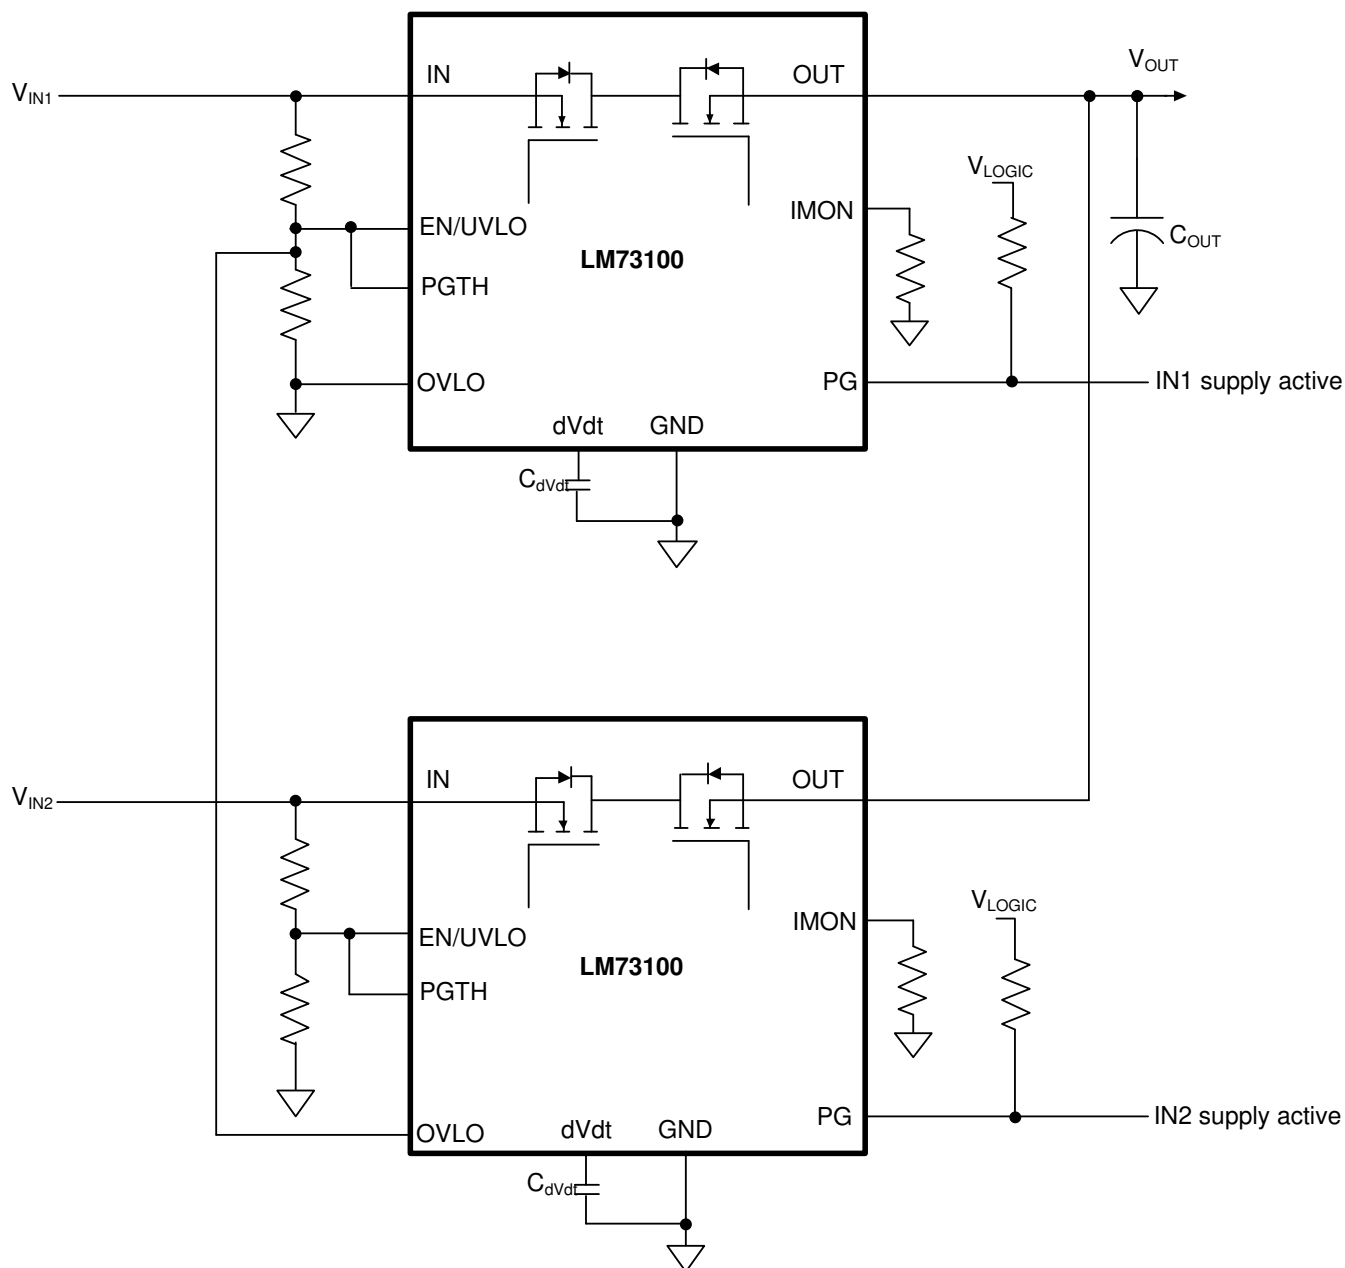 V_OUT
IN
OUT
V_IN1
V_LOGIC
IMON
EN/UVLO
C_OUT
LM73100
PGTH
OVLO
PG
IN1 supply active
dVdt
GND
C_dVdt
IN
OUT
V_IN2
V_LOGIC
IMON
EN/UVLO
LM73100
PGTH
PG
IN2 supply active
OVLO
dVdt
GND
C_dVdt